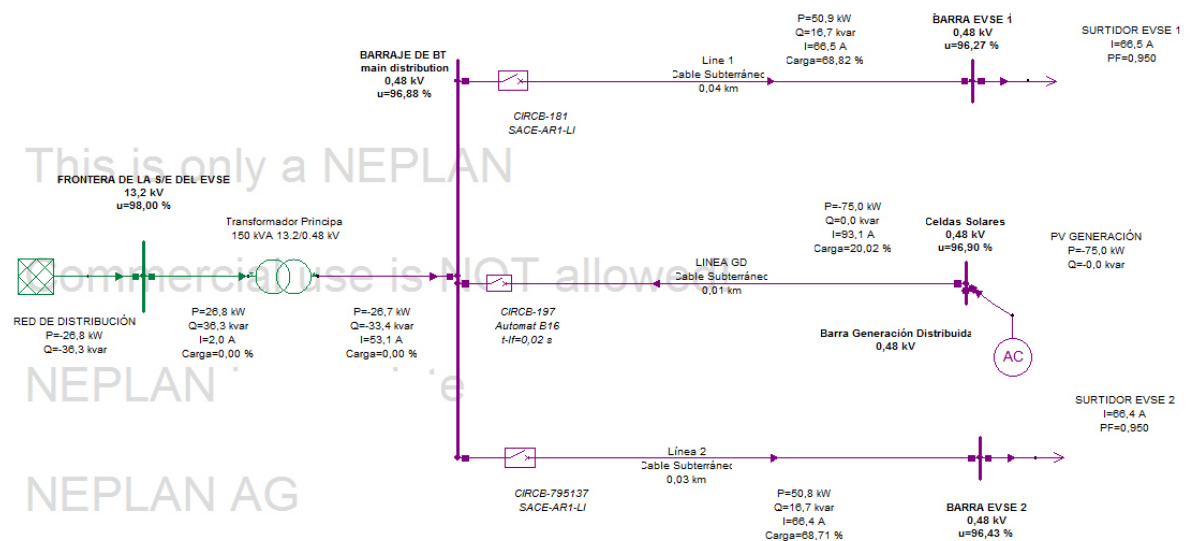 P=50,9 kW
Q=16,7 kvar
I=66,5 A
Carga=68,82 %
BARRA EVSE 1
0,48 kV
u=96,27 %
SURTIDOR EVSE 1
I=66,5 A
PF=0,950
BARRAJE DE BT
main distribution
0,48 kV
u=96,88 %
Line 1
Cable Subterránec
0,04 km
CIRCB-181
SACE-AR1-LI
This is only a NEPLAN
FRONTERA DE LA S/E DEL EVSE
13,2 kV
u=98,00 %
Transformador Principa
150 kVA 13.2/0.48 kV
P=-75,0 kW
Q=0,0 kvar
I=93,1 A
Carga=20,02 %
Celdas Solares
0,48 kV
u=96,90 %
PV GENERACIÓN
P=-75,0 kW
Q=-0,0 kvar
Commercial use is NOT allowed
LINEA GD
Cable Subterránec
0,01 km
RED DE DISTRIBUCIÓN
P=-26,8 kW
Q=-36,3 kvar
P=26,8 kW
Q=36,3 kvar
I=2,0 A
Carga=0,00 %
P=-26,7 kW
Q=-33,4 kvar
I=53,1 A
Carga=0,00 %
CIRCB-197
Automat B16
t-If=0,02 s
Barra Generación Distribuida
0,48 kV
AC
NEPLAN
SURTIDOR EVSE 2
I=66,4 A
PF=0,950
Línea 2
Cable Subterránec
0,03 km
NEPLAN AG
CIRCB-795137
SACE-AR1-LI
P=50,8 kW
Q=16,7 kvar
I=66,4 A
Carga=68,71 %
BARRA EVSE 2
0,48 kV
u=96,43 %